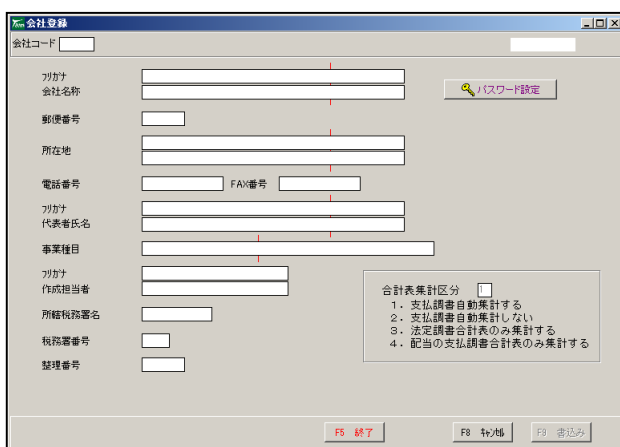 会社登録
会社コード
フリガナ
会社名称
パスワード設定
郵便番号
所在地
電話番号 FAX番号
フリガナ
代表者氏名
事業種目
フリガナ
作成担当者
所轄税務署名
税務署番号
整理番号
合計表集計区分 1
1. 支払調書自動集計する
2. 支払調書自動集計しない
3. 法定調書合計表のみ集計する
4. 配当の支払調書合計表のみ集計する
F5 終了
F8 キャンセル
F9 書込み